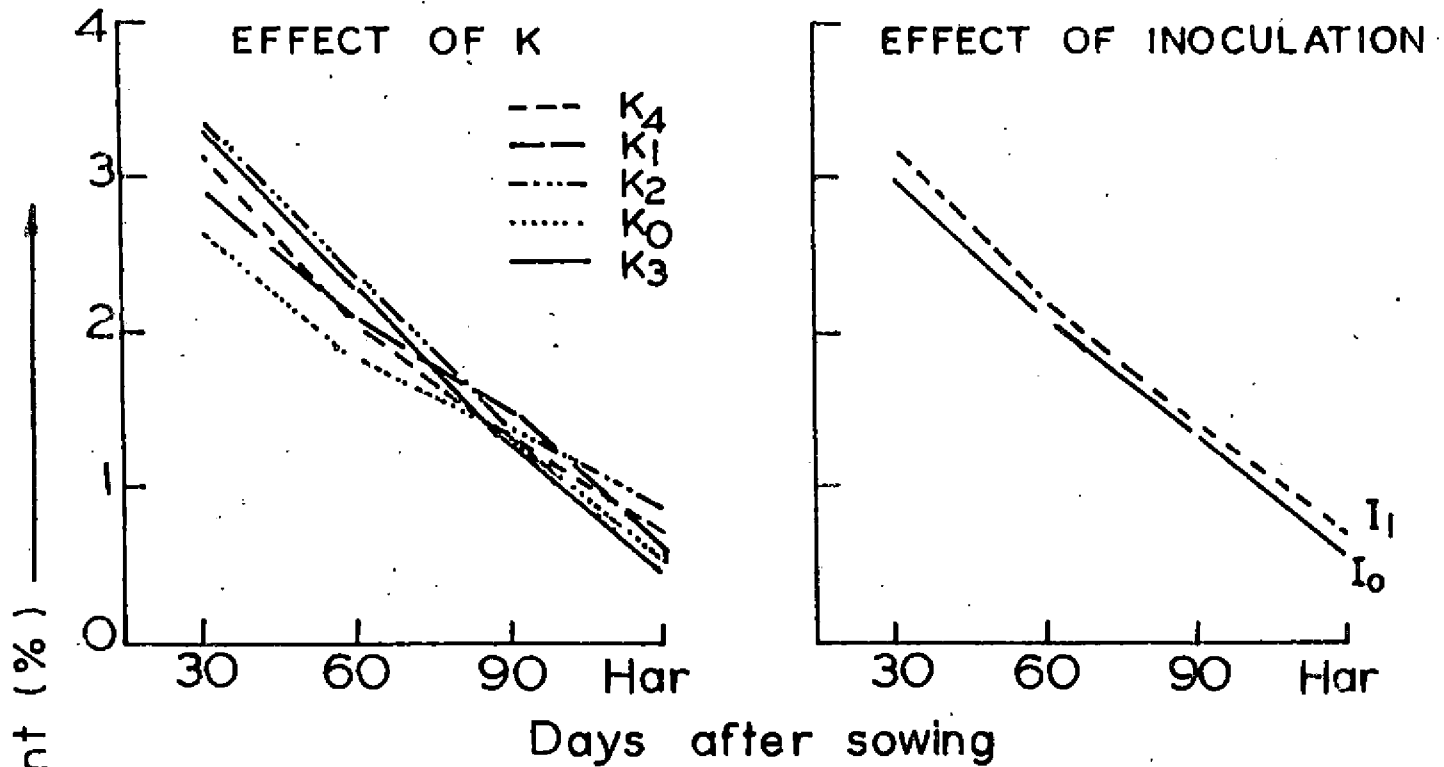 EFFECT OF K
K4
K1
K2
K0
K3
4
3
2
1
0
30 60 90 Har
EFFECT OF INOCULATION
I1
I0
30 60 90 Har
Days after sowing
(%)